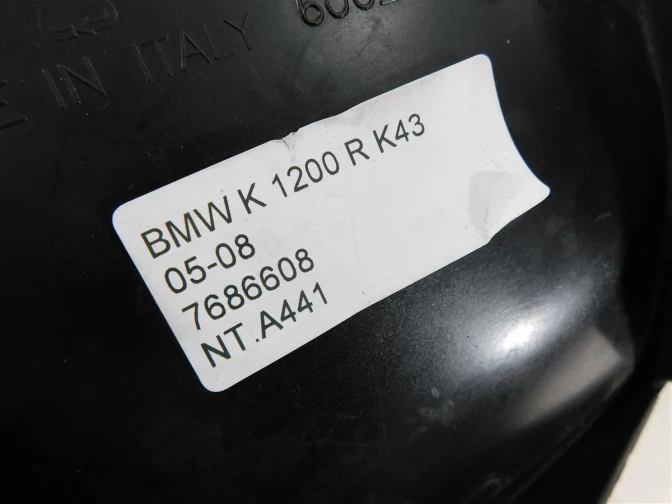 E IN ITALY
BMW K 1200 R K43
05-08
7686608
NT.A441